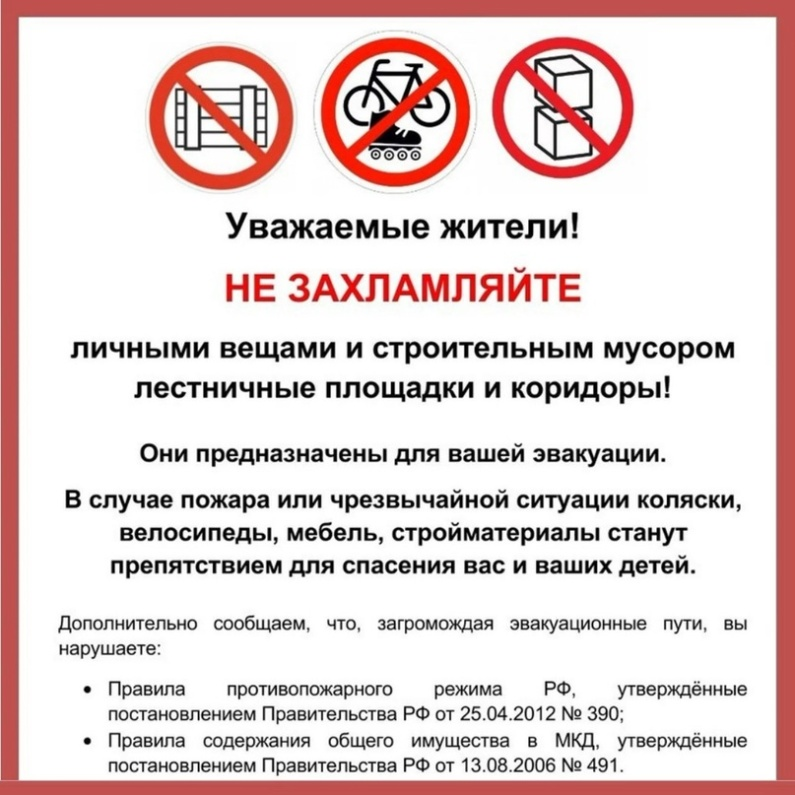 Уважаемые жители!
НЕ ЗАХЛАМЛЯЙТЕ
личными вещами и строительным мусором
лестничные площадки и коридоры!
Они предназначены для вашей эвакуации.
В случае пожара или чрезвычайной ситуации коляски,
велосипеды, мебель, стройматериалы станут
препятствием для спасения вас и ваших детей.
Дополнительно сообщаем, что, загромождая эвакуационные пути, вы
нарушаете:
• Правила противопожарного режима РФ, утверждённые
постановлением Правительства РФ от 25.04.2012 № 390;
• Правила содержания общего имущества в МКД, утверждённые
постановлением Правительства РФ от 13.08.2006 № 491.